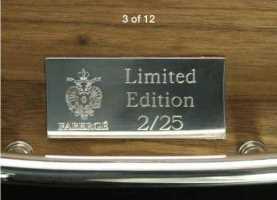 3 of 12
Limited
Edition
FABERGÉ
2/25